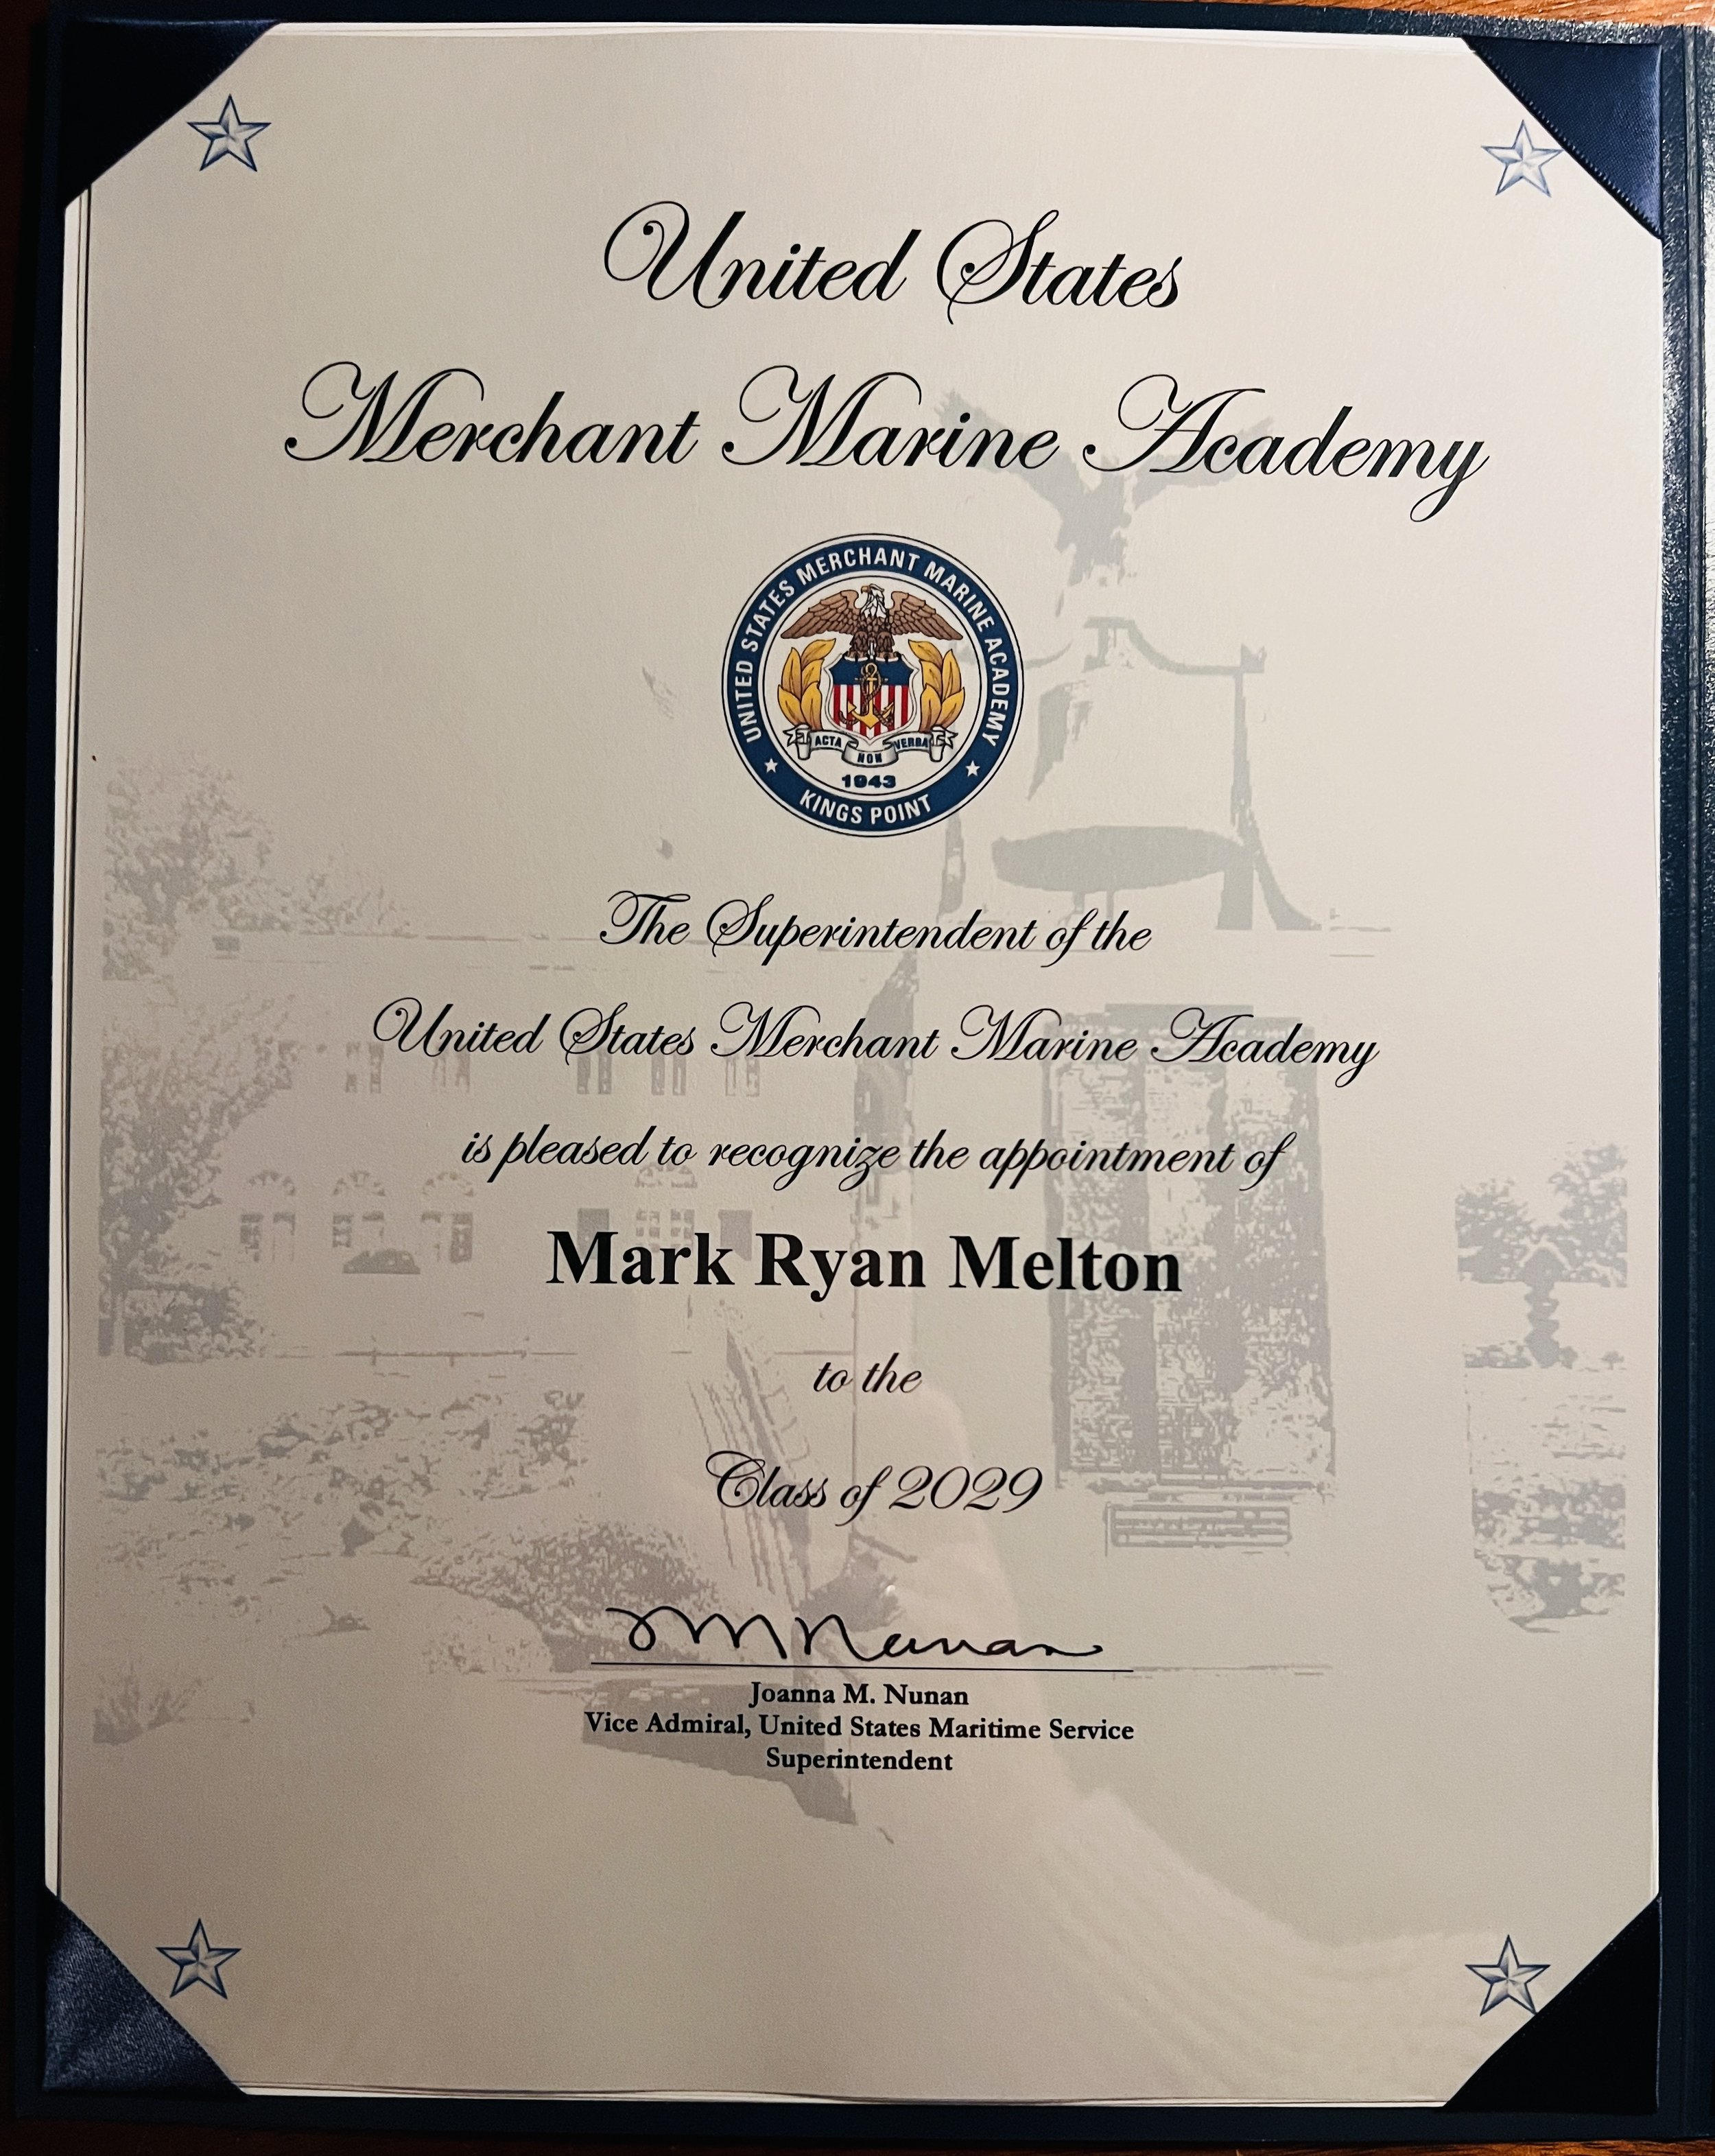 United States
Merchant Marine Academy
UNITED STATES MERCHANT MARINE ACADEMY
ACTA NON VERBA
1943
KINGS POINT
The Superintendent of the
United States Merchant Marine Academy
is pleased to recognize the appointment of
Mark Ryan Melton
to the
Class of 2029
JM Nunan
Joanna M. Nunan
Vice Admiral, United States Maritime Service
Superintendent